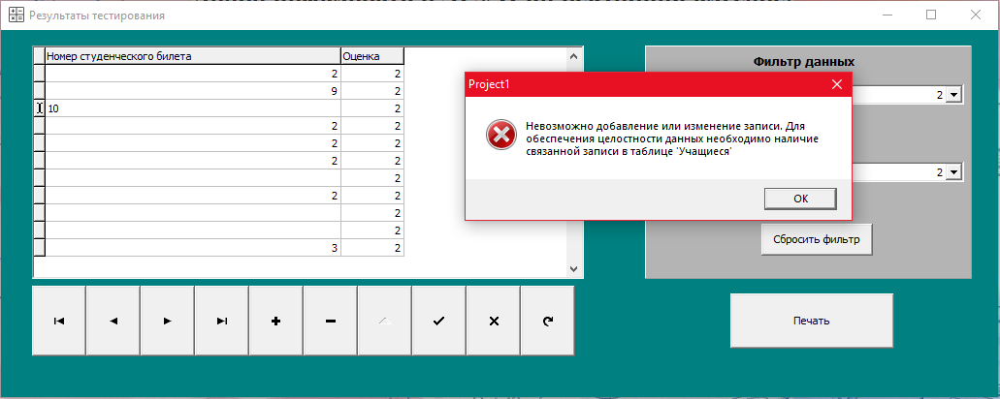 Результаты тестирования
Номер студенческого билета Оценка
2 2
9 2
10 2
2 2
2 2
2 2
2
2 2
2
2
3 2
Фильтр данных
2
2
Сбросить фильтр
Печать
Project1
Невозможно добавление или изменение записи. Для
обеспечения целостности данных необходимо наличие
связанной записи в таблице 'Учащиеся'
OK